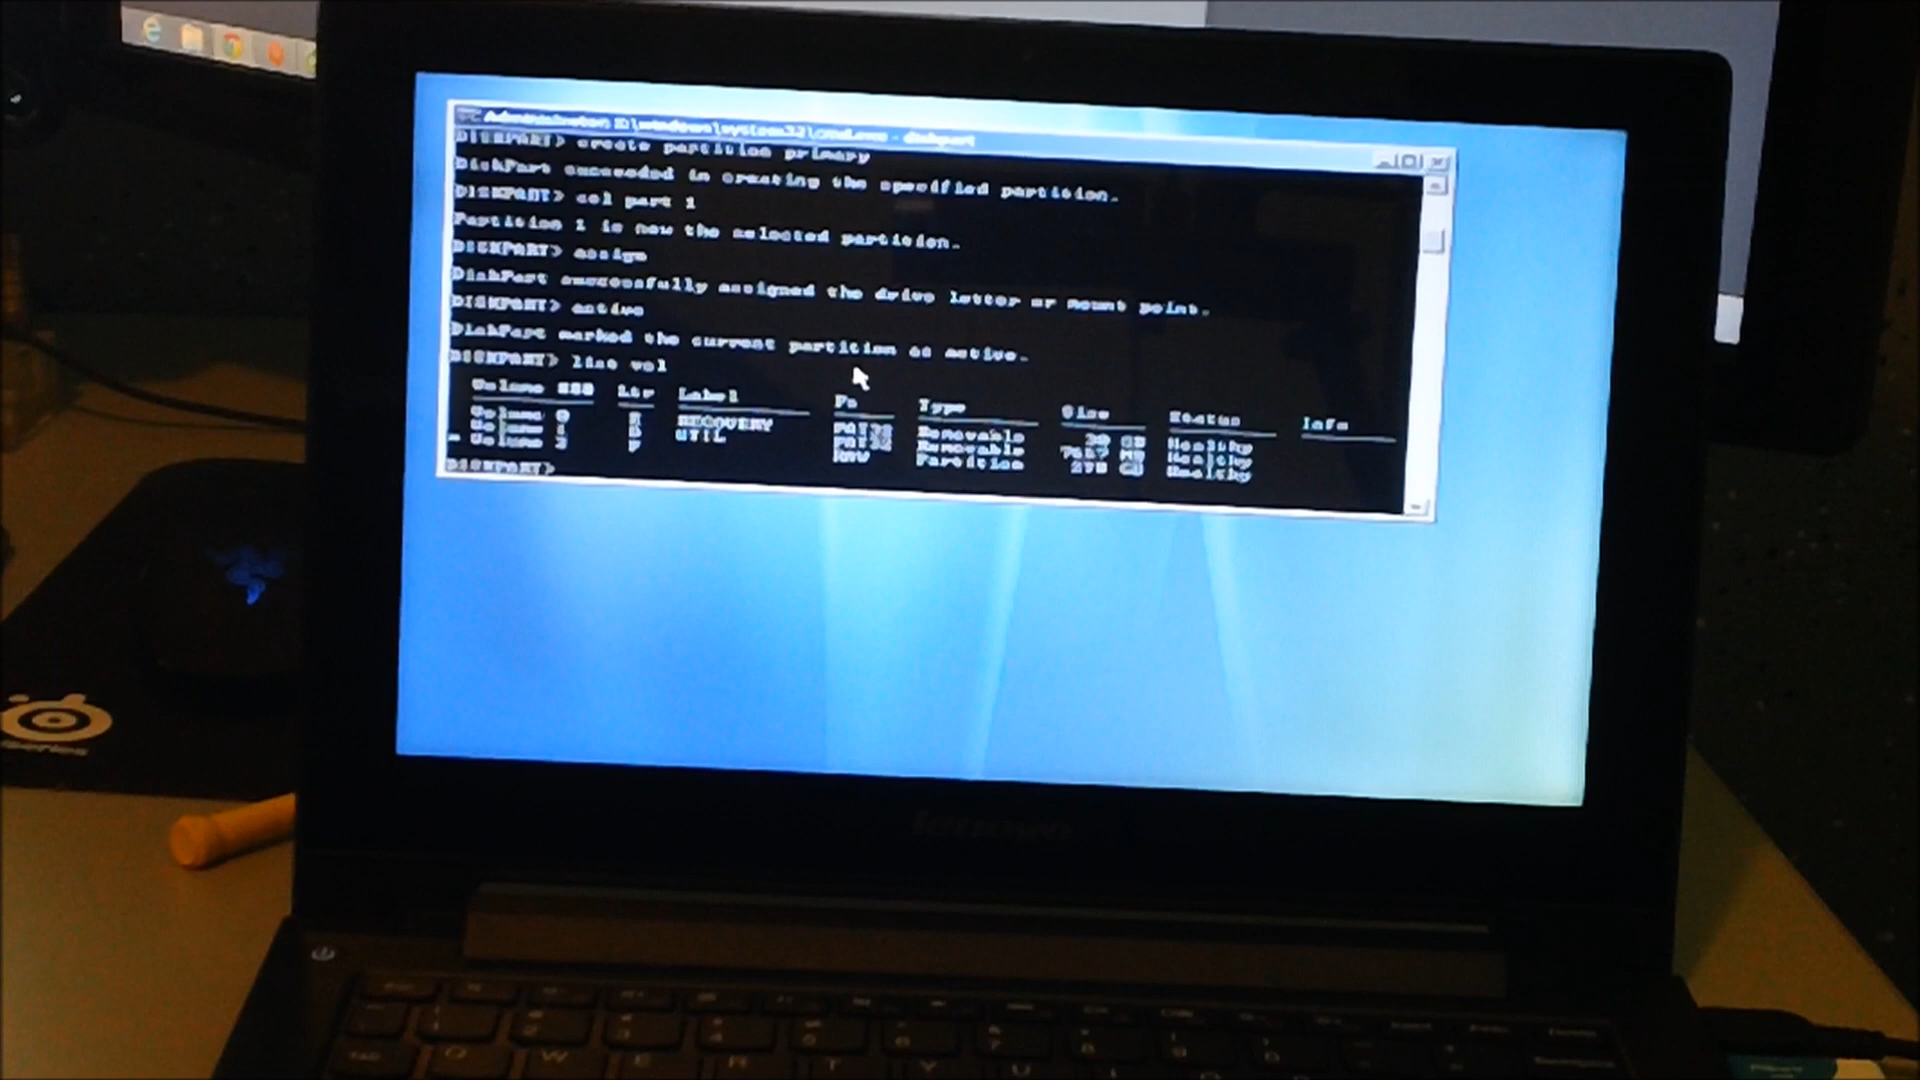 Administrator: X:\windows\system32\cmd.exe - diskpart
DISKPART> create partition primary
DiskPart succeeded in creating the specified partition.
DISKPART> sel part 1
Partition 1 is now the selected partition.
DISKPART> assign
DiskPart successfully assigned the drive letter or mount point.
DISKPART> active
DiskPart marked the current partition as active.
DISKPART> list vol
Volume ### Ltr Label Fs Type Size Status Info
Volume 0 RECOVERY FAT32 Removable GB Healthy
Volume 1 UTIL FAT32 Removable MB Healthy
* Volume F RAW Partition GB Healthy
DISKPART>
lenovo